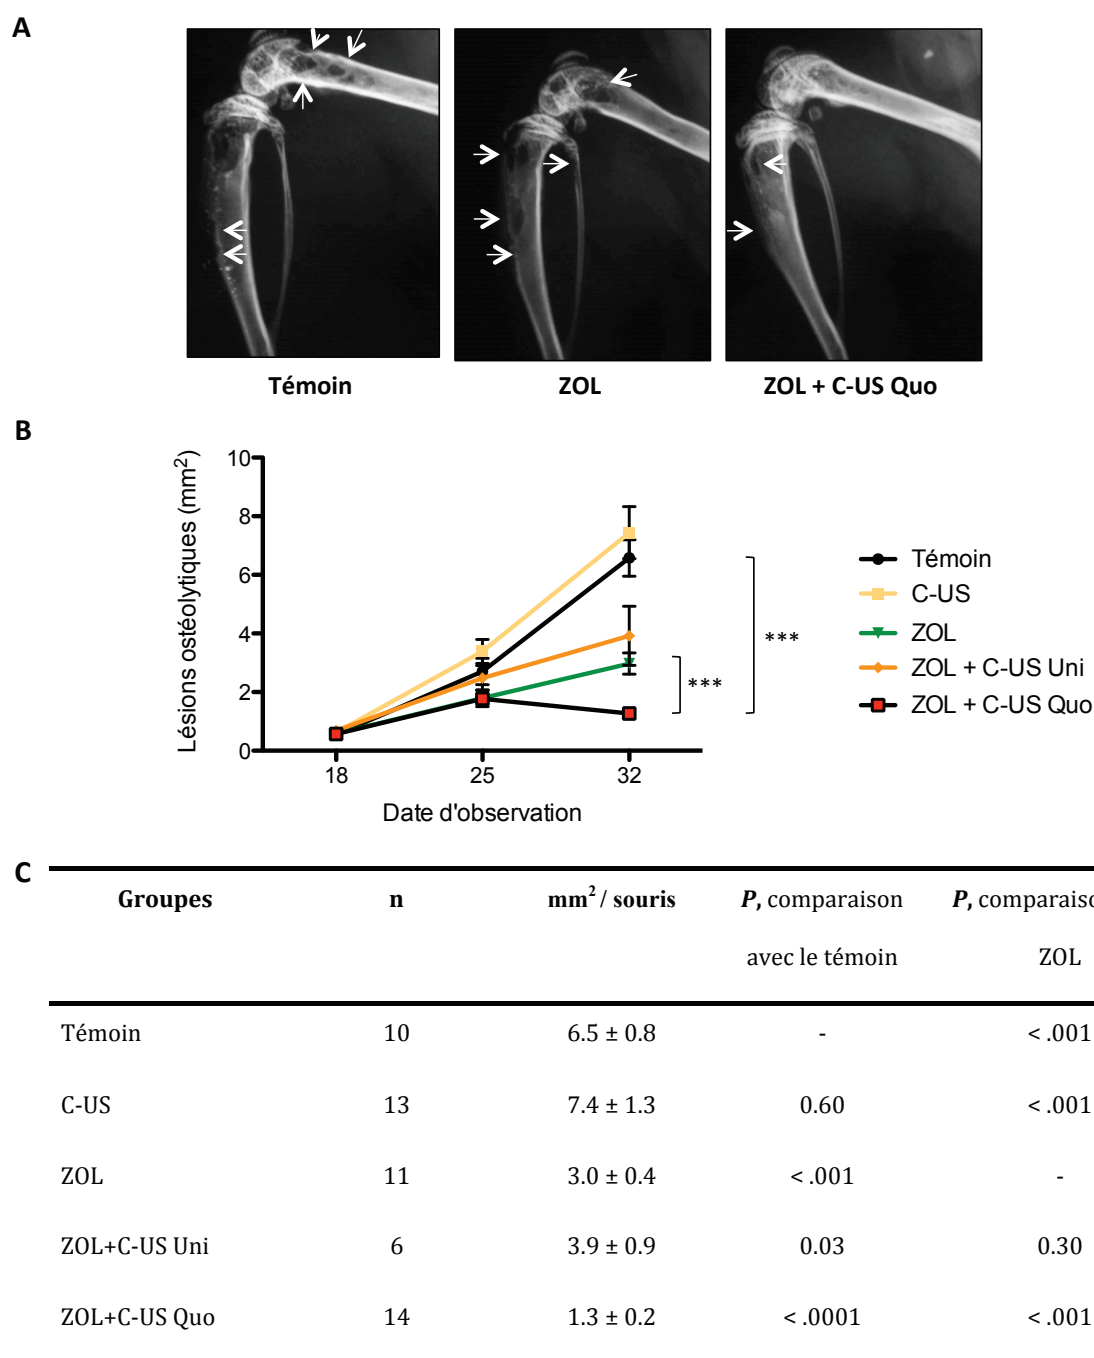 A
Témoin
ZOL
ZOL + C-US Quo
B
Lésions ostéolytiques (mm²)
10
8
6
4
2
0
18
25
32
Date d'observation
***
***
Témoin
C-US
ZOL
ZOL + C-US Uni
ZOL + C-US Quo
C
Groupes n mm² / souris P, comparaison P, comparaiso
avec le témoin ZOL
Témoin 10 6.5 ± 0.8 - < .001
C-US 13 7.4 ± 1.3 0.60 < .001
ZOL 11 3.0 ± 0.4 < .001 -
ZOL+C-US Uni 6 3.9 ± 0.9 0.03 0.30
ZOL+C-US Quo 14 1.3 ± 0.2 < .0001 < .001